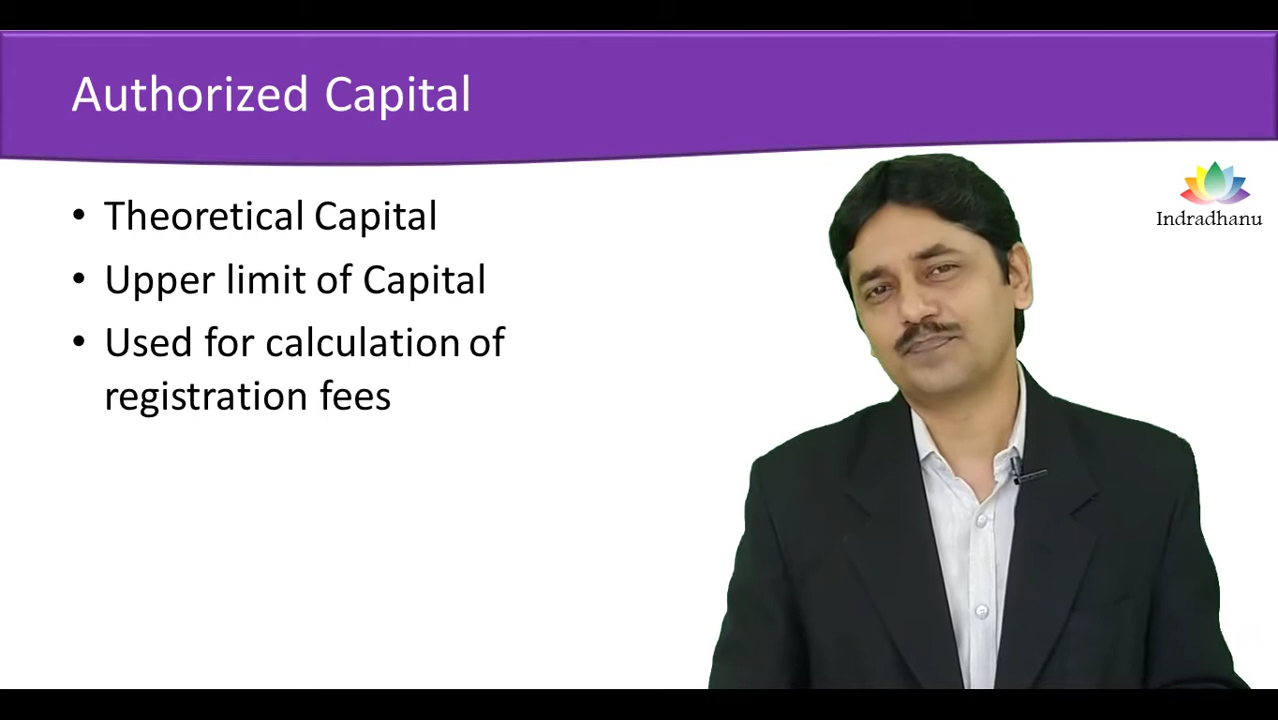 Authorized Capital
• Theoretical Capital
• Upper limit of Capital
• Used for calculation of
registration fees
Indradhanu